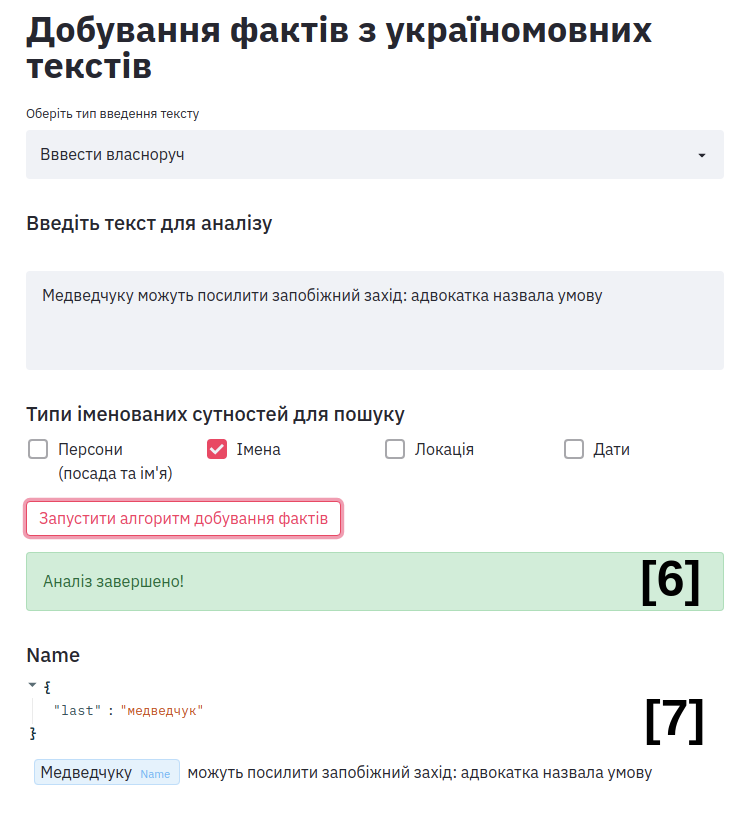 Добування фактів з україномовних
текстів
Оберіть тип введення тексту
Вввести власноруч
Введіть текст для аналізу
Медведчуку можуть посилити запобіжний захід: адвокатка назвала умову
Типи іменованих сутностей для пошуку
Персони
(посада та ім'я)
Імена
Локація
Дати
Запустити алгоритм добування фактів
Аналіз завершено!
[6]
Name
{
"last" : "медведчук"
}
[7]
Медведчуку Name можуть посилити запобіжний захід: адвокатка назвала умову